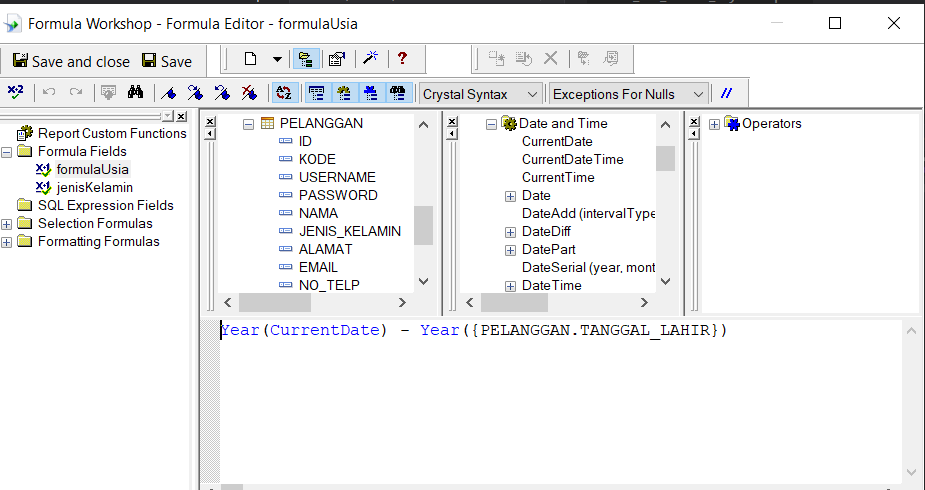 Formula Workshop - Formula Editor - formulaUsia
Save and close Save
Crystal Syntax Exceptions For Nulls
Report Custom Functions
Formula Fields
formulaUsia
jenisKelamin
SQL Expression Fields
Selection Formulas
Formatting Formulas
PELANGGAN
ID
KODE
USERNAME
PASSWORD
NAMA
JENIS_KELAMIN
ALAMAT
EMAIL
NO_TELP
Date and Time
CurrentDate
CurrentDateTime
CurrentTime
Date
DateAdd (intervalType
DateDiff
DatePart
DateSerial (year, mont
DateTime
Operators
Year(CurrentDate) - Year({PELANGGAN.TANGGAL_LAHIR})